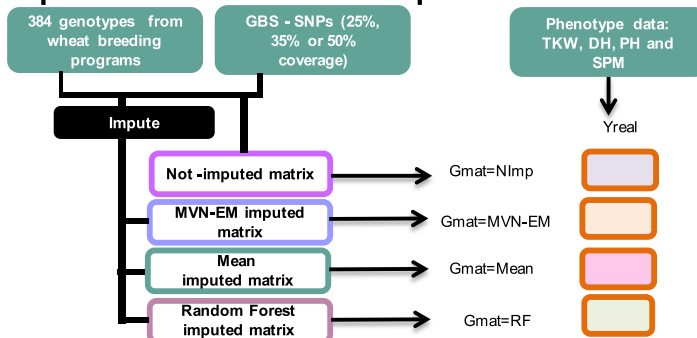 384 genotypes from
wheat breeding
programs
GBS - SNPs (25%,
35% or 50%
coverage)
Phenotype data:
TKW, DH, PH and
SPM
Impute
Yreal
Not -imputed matrix
Gmat=NImp
MVN-EM imputed
matrix
Gmat=MVN-EM
Mean
imputed matrix
Gmat=Mean
Random Forest
imputed matrix
Gmat=RF